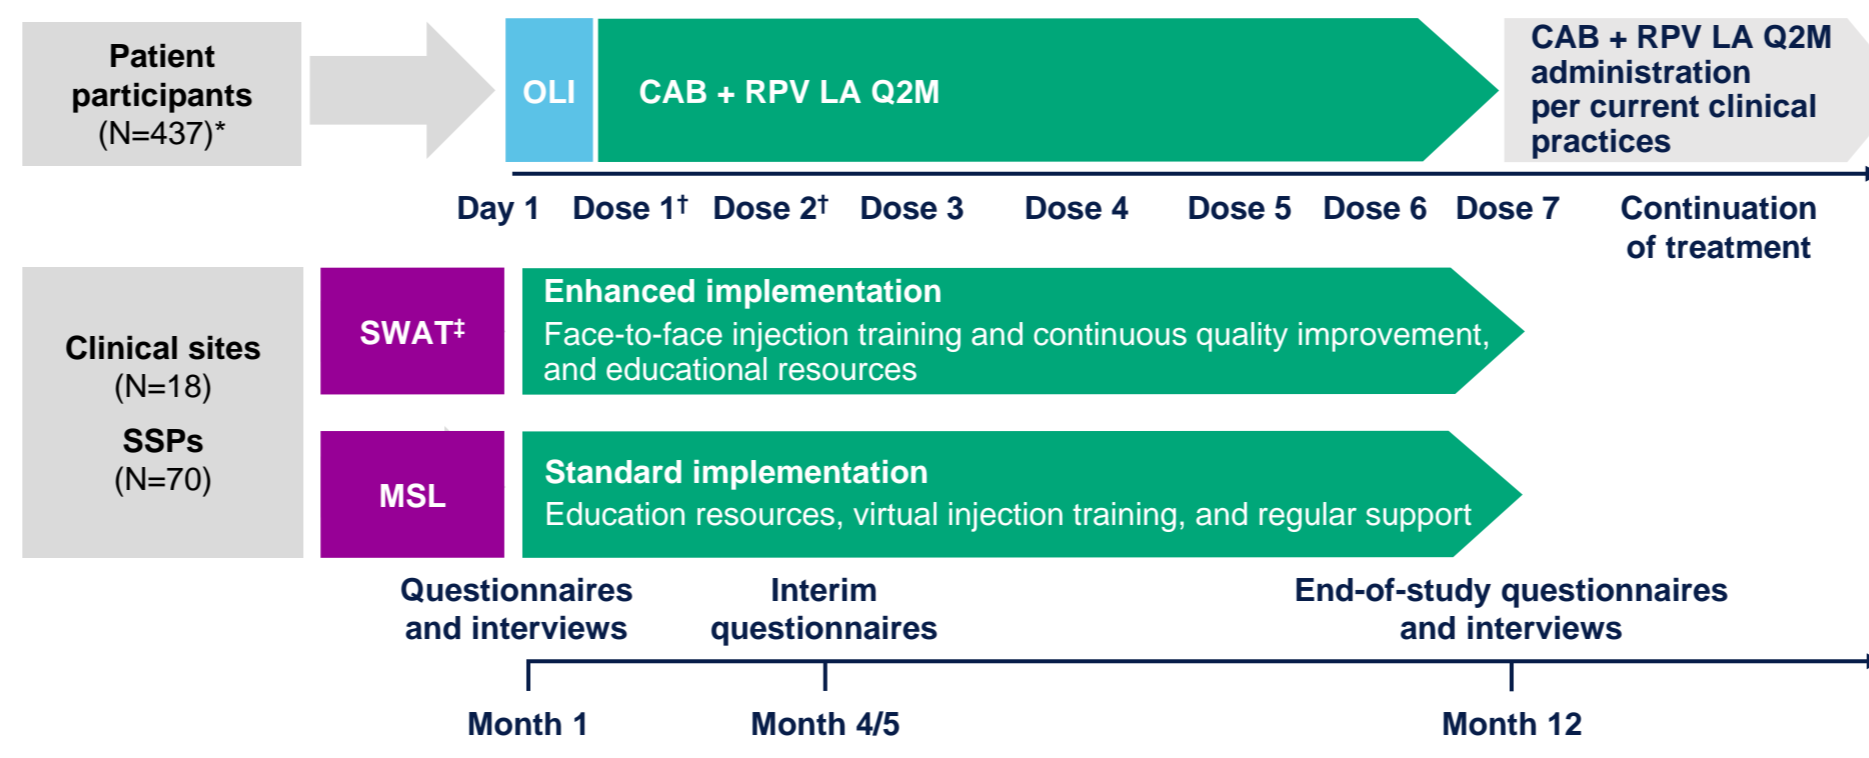 Patient
participants
(N=437)*
OLI
CAB + RPV LA Q2M
CAB + RPV LA Q2M
administration
per current clinical
practices
Day 1
Dose 1†
Dose 2†
Dose 3
Dose 4
Dose 5
Dose 6
Dose 7
Continuation
of treatment
Clinical sites
(N=18)
SSPs
(N=70)
SWAT‡
Enhanced implementation
Face-to-face injection training and continuous quality improvement,
and educational resources
MSL
Standard implementation
Education resources, virtual injection training, and regular support
Questionnaires
and interviews
Interim
questionnaires
End-of-study questionnaires
and interviews
Month 1
Month 4/5
Month 12